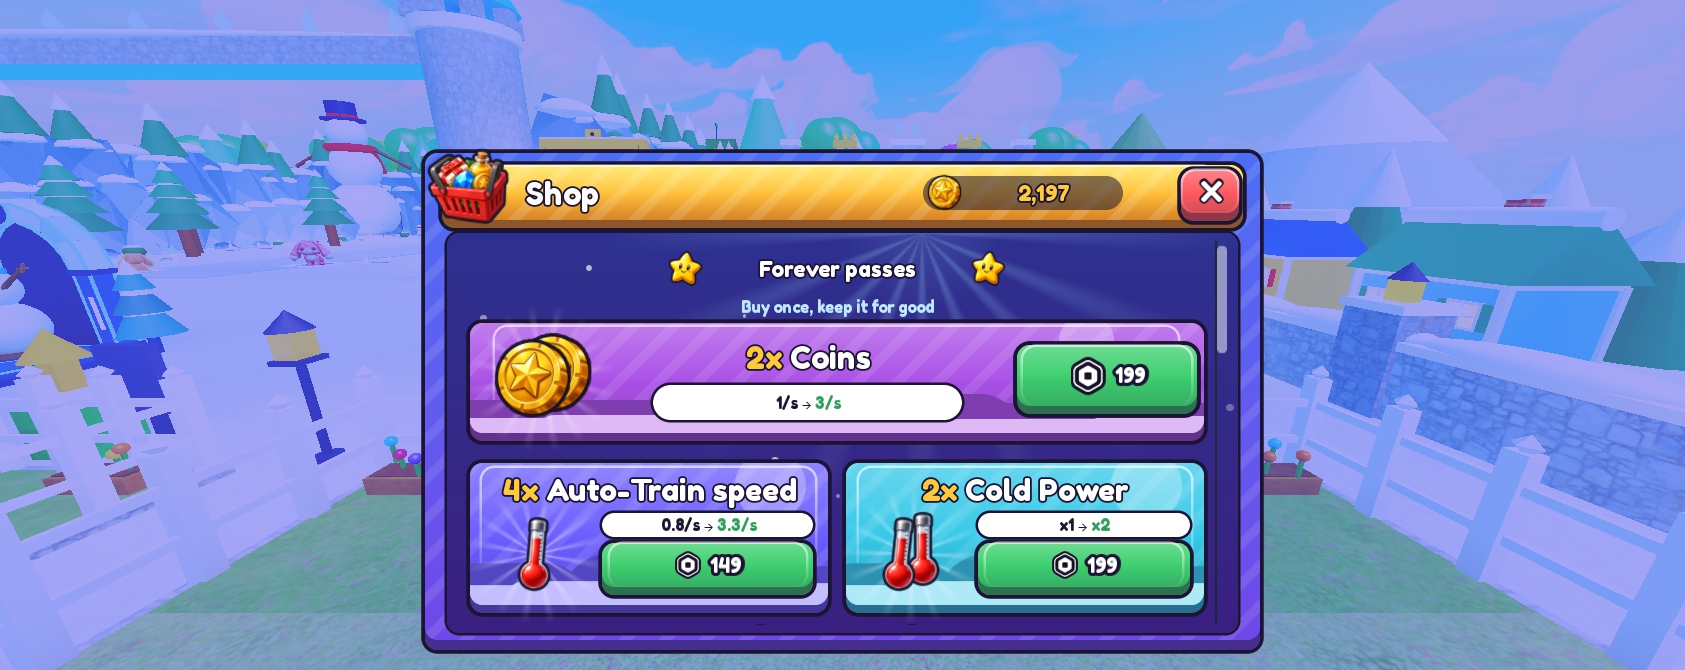 Shop
2,197
Forever passes
Buy once, keep it for good
2x Coins
1/s → 3/s
199
4x Auto-Train speed
0.8/s → 3.3/s
149
2x Cold Power
x1 → x2
199